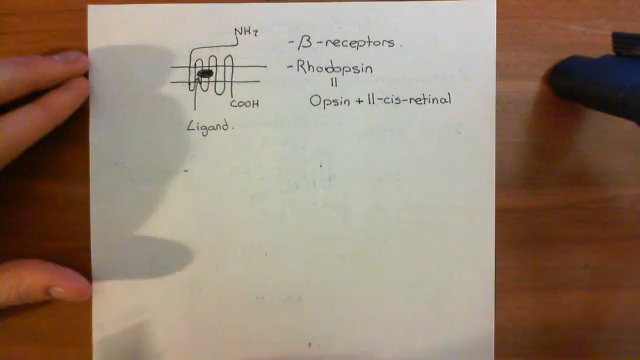 NH2
COOH
Ligand.
- β-receptors.
- Rhodopsin
=
Opsin + 11-cis-retinal